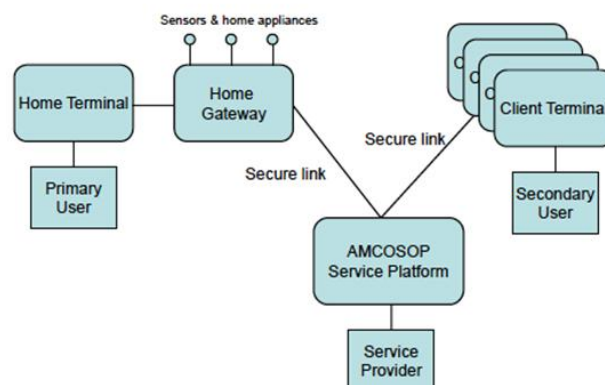 Sensors & home appliances
Home Terminal
Home
Gateway
C
C
C
Client Terminal
Secure link
Secure link
Primary
User
Secondary
User
AMCOSOP
Service Platform
Service
Provider